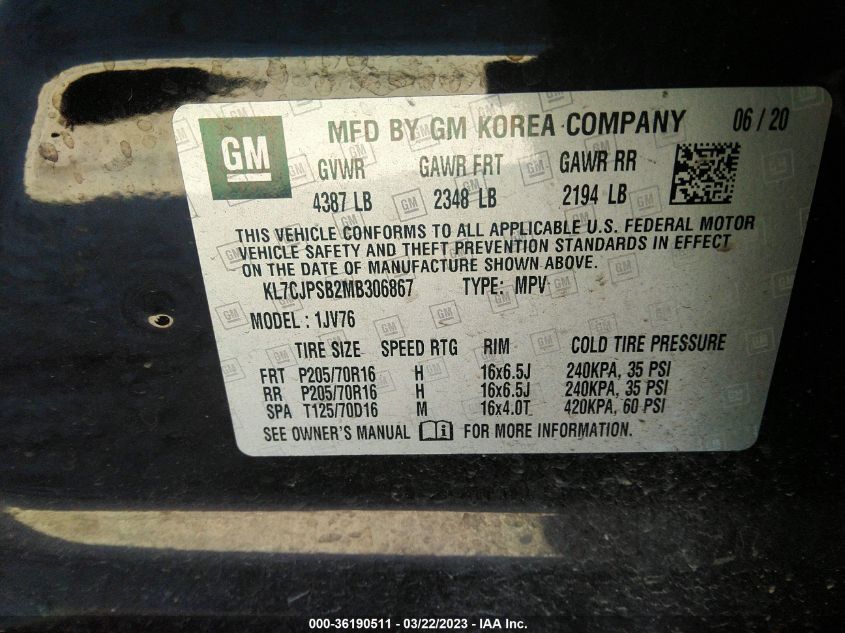 GM
MFD BY GM KOREA COMPANY 06 / 20
GVWR GAWR FRT GAWR RR
4387 LB 2348 LB 2194 LB
THIS VEHICLE CONFORMS TO ALL APPLICABLE U.S. FEDERAL MOTOR
VEHICLE SAFETY AND THEFT PREVENTION STANDARDS IN EFFECT
ON THE DATE OF MANUFACTURE SHOWN ABOVE.
KL7CJPSB2MB306867 TYPE: MPV
MODEL : 1JV76
TIRE SIZE SPEED RTG RIM COLD TIRE PRESSURE
FRT P205/70R16 H 16x6.5J 240KPA, 35 PSI
RR P205/70R16 H 16x6.5J 240KPA, 35 PSI
SPA T125/70D16 M 16x4.0T 420KPA, 60 PSI
SEE OWNER'S MANUAL FOR MORE INFORMATION.
000-36190511 — 03/22/2023 — IAA Inc.